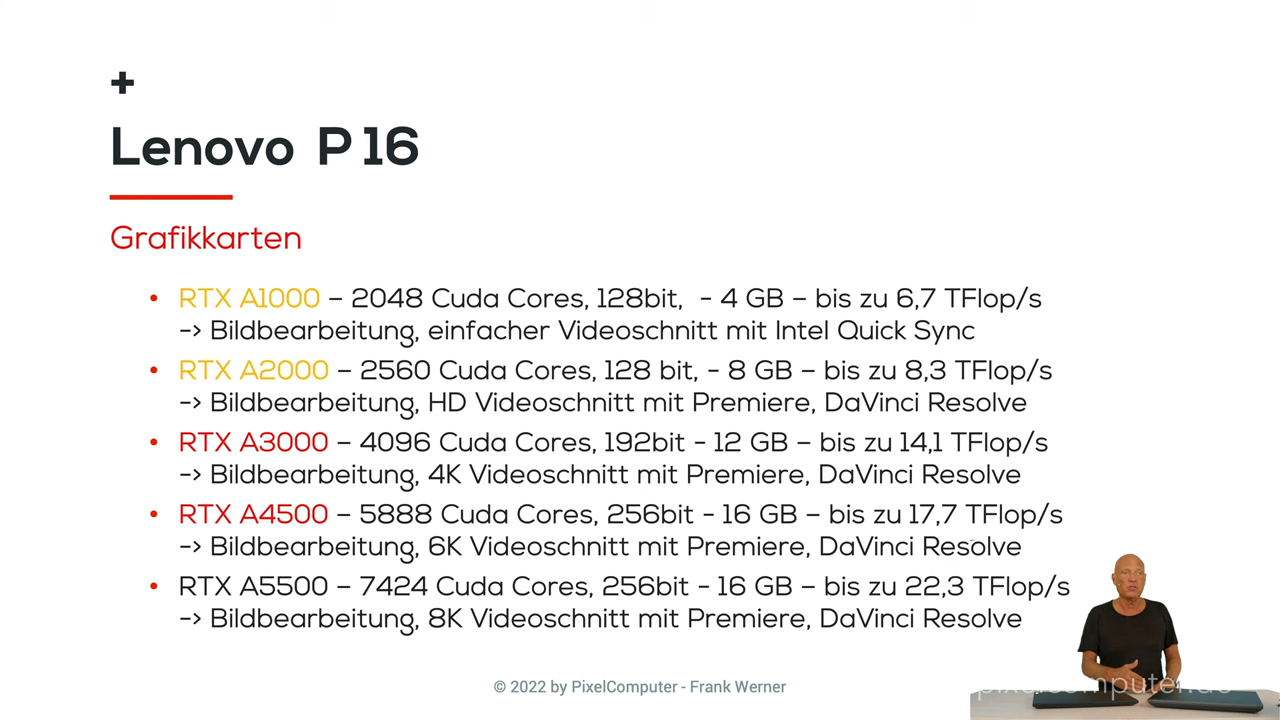 +
Lenovo P16
Grafikkarten
• RTX A1000 – 2048 Cuda Cores, 128bit, - 4 GB – bis zu 6,7 TFlop/s
-> Bildbearbeitung, einfacher Videoschnitt mit Intel Quick Sync
• RTX A2000 – 2560 Cuda Cores, 128 bit, - 8 GB – bis zu 8,3 TFlop/s
-> Bildbearbeitung, HD Videoschnitt mit Premiere, DaVinci Resolve
• RTX A3000 – 4096 Cuda Cores, 192bit - 12 GB – bis zu 14,1 TFlop/s
-> Bildbearbeitung, 4K Videoschnitt mit Premiere, DaVinci Resolve
• RTX A4500 – 5888 Cuda Cores, 256bit - 16 GB – bis zu 17,7 TFlop/s
-> Bildbearbeitung, 6K Videoschnitt mit Premiere, DaVinci Resolve
• RTX A5500 – 7424 Cuda Cores, 256bit - 16 GB – bis zu 22,3 TFlop/s
-> Bildbearbeitung, 8K Videoschnitt mit Premiere, DaVinci Resolve
© 2022 by PixelComputer - Frank Werner
pixelcomputer.de